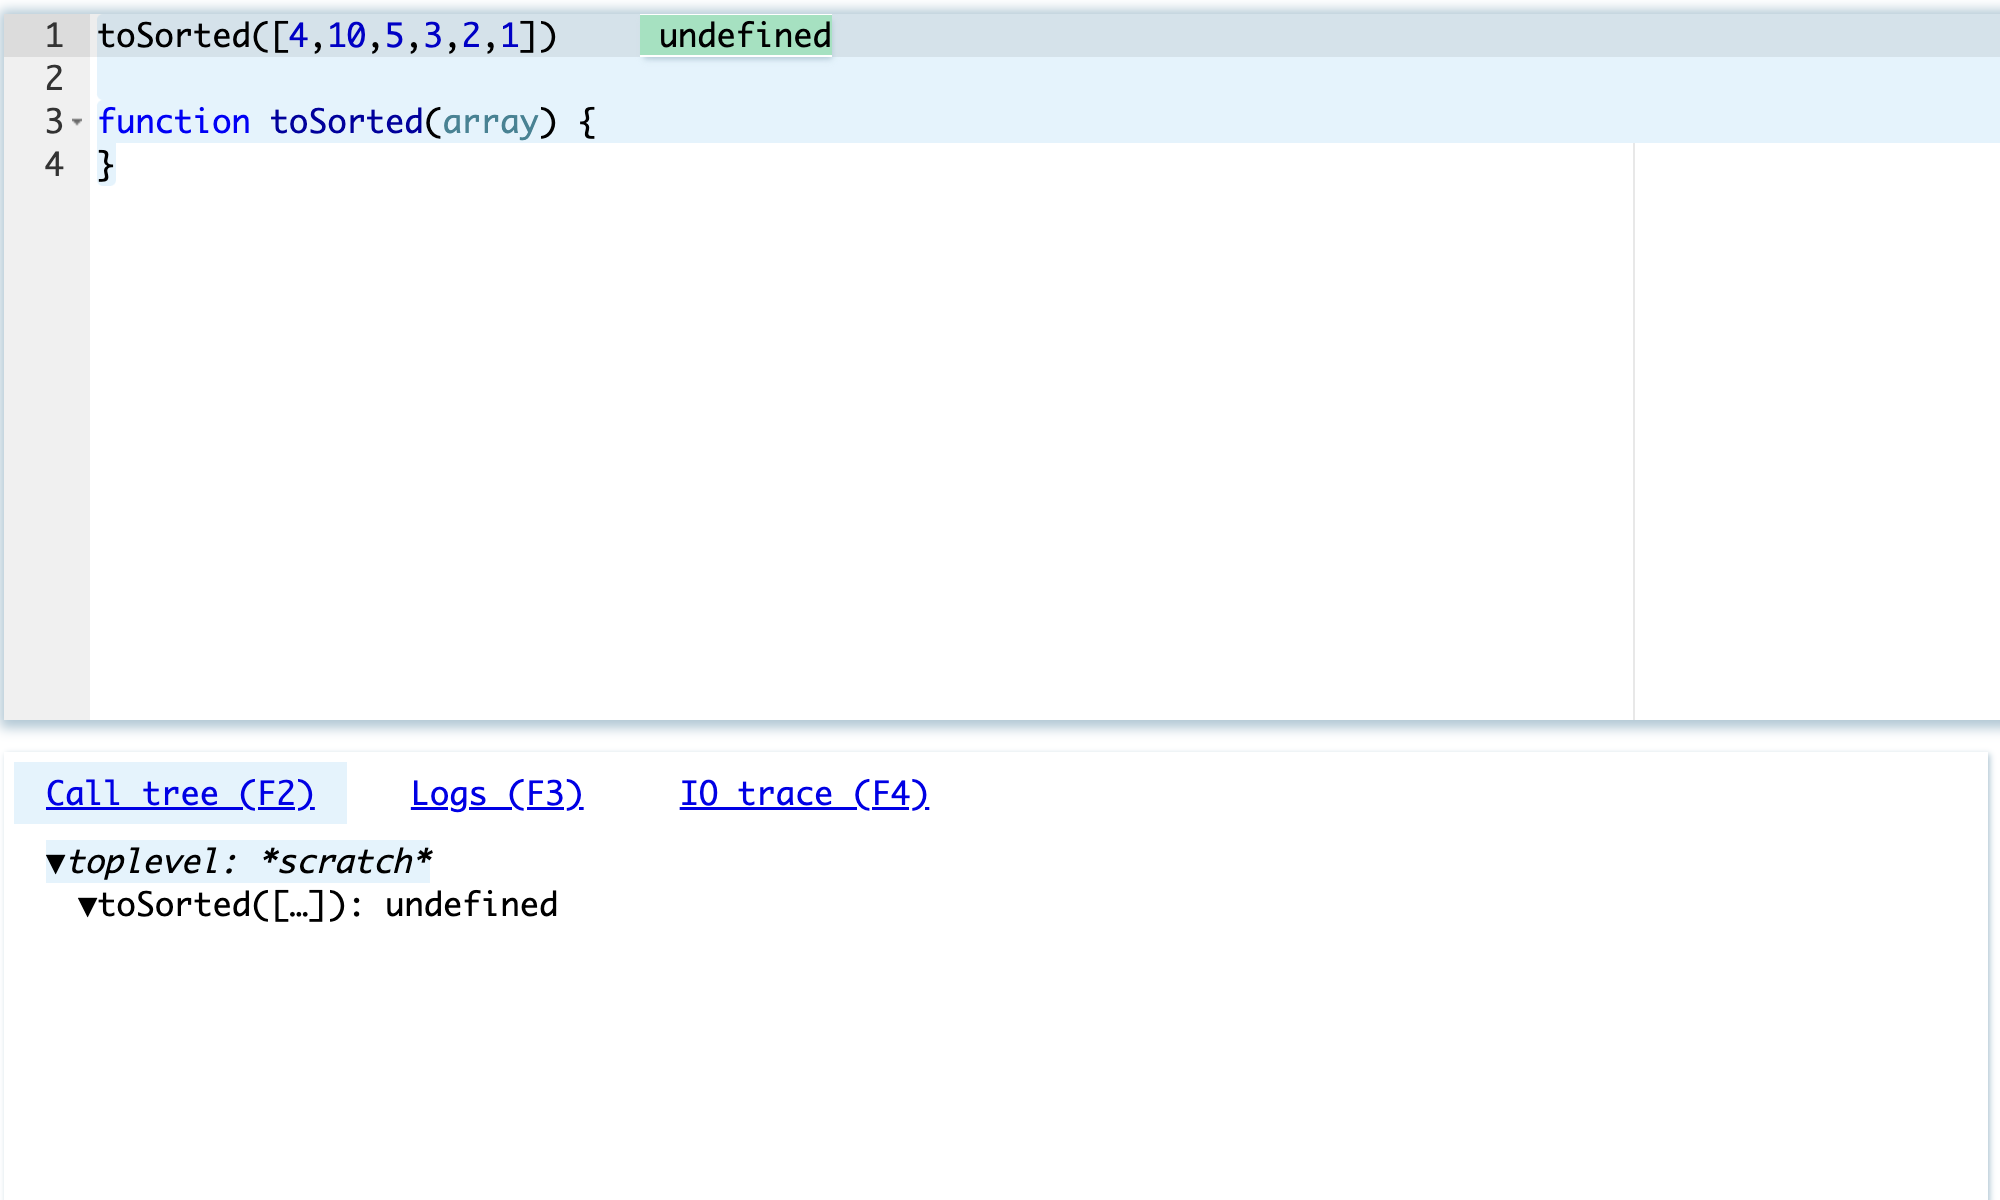 1 toSorted([4,10,5,3,2,1]) undefined
2
3 function toSorted(array) {
4 }
Call tree (F2) Logs (F3) IO trace (F4)
▼toplevel: *scratch*
▼toSorted([…]): undefined